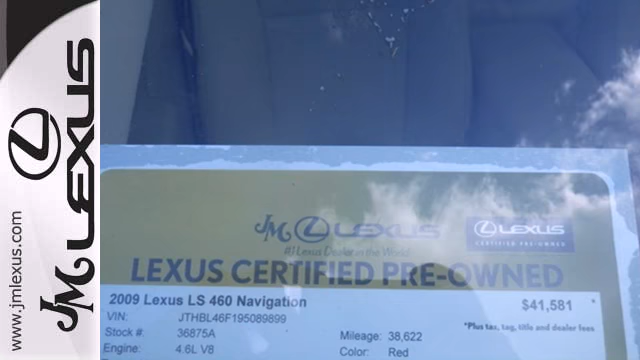 JM LEXUS
www.jmlexus.com
JM LEXUS
#1 Lexus Dealer in the World
LEXUS
CERTIFIED PRE-OWNED
LEXUS CERTIFIED PRE-OWNED
2009 Lexus LS 460 Navigation
$41,581 *
VIN: JTHBL46F195089899
*Plus tax, tag, title and dealer fees
Stock #: 36875A
Mileage: 38,622
Engine: 4.6L V8
Color: Red